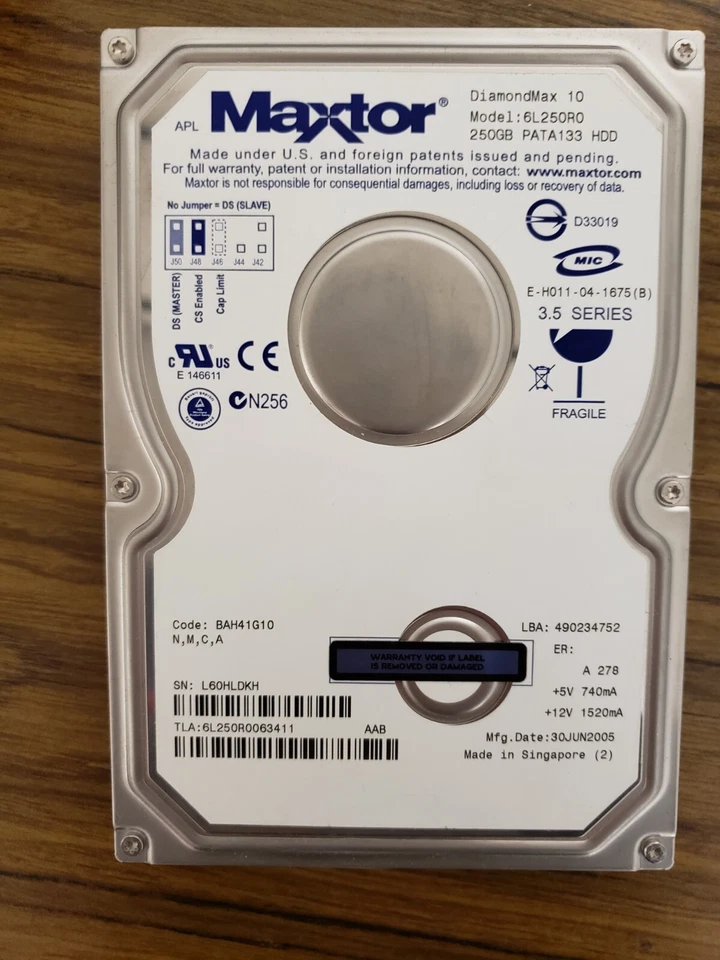 APL Maxtor®
DiamondMax 10
Model:6L250R0
250GB PATA133 HDD
Made under U.S. and foreign patents issued and pending.
For full warranty, patent or installation information, contact: www.maxtor.com
Maxtor is not responsible for consequential damages, including loss or recovery of data.
No Jumper = DS (SLAVE)
J50 J48 J46 J44 J42
DS (MASTER)
CS Enabled
Cap Limit
D33019
MIC
E-H011-04-1675(B)
3.5 SERIES
c RU us CE
E 146611
N256
FRAGILE
Code: BAH41G10
N,M,C,A
LBA: 490234752
ER:
WARRANTY VOID IF LABEL
IS REMOVED OR DAMAGED
A 278
SN: L60HLDKH
+5V 740mA
+12V 1520mA
TLA:6L250R0063411 AAB
Mfg.Date:30JUN2005
Made in Singapore (2)